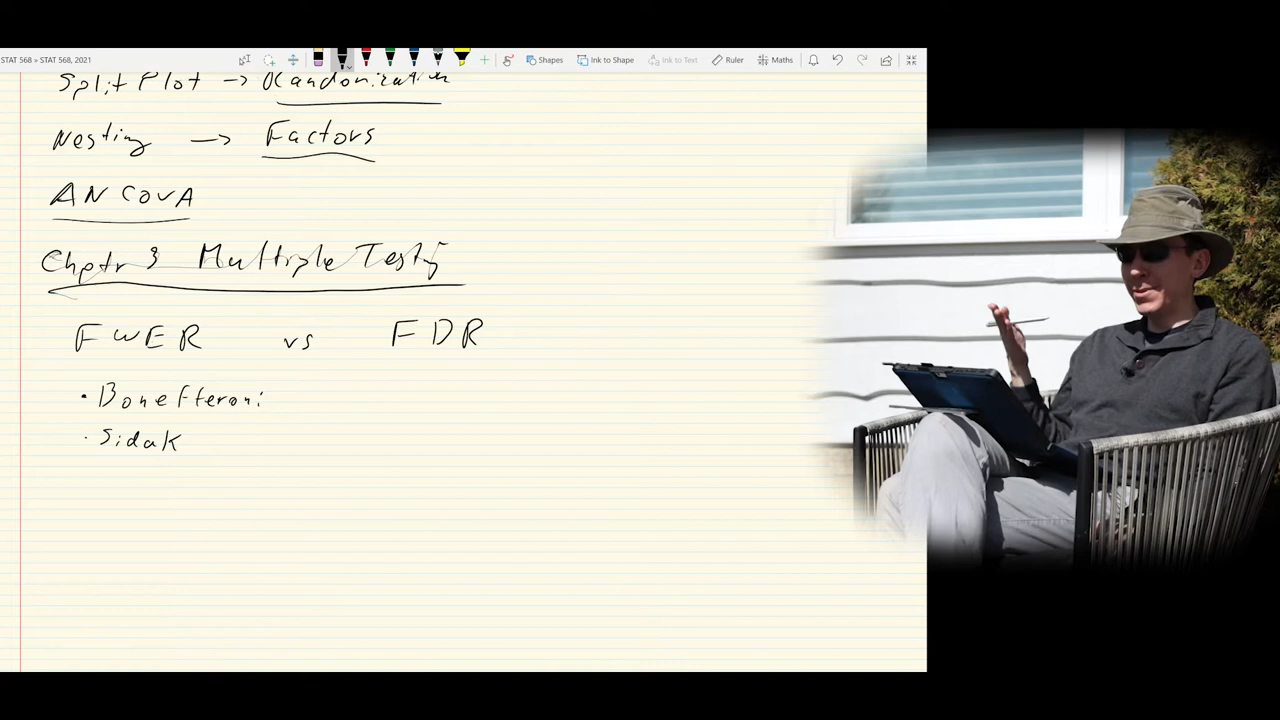 STAT 568 » STAT 568, 2021
Shapes Ink to Shape Ink to Text Ruler Maths
Split Plot → Randomization
Nesting → Factors
ANCOVA
Chptr 3 Multiple Testing
FWER vs FDR
· Bonefferoni
· Sidak